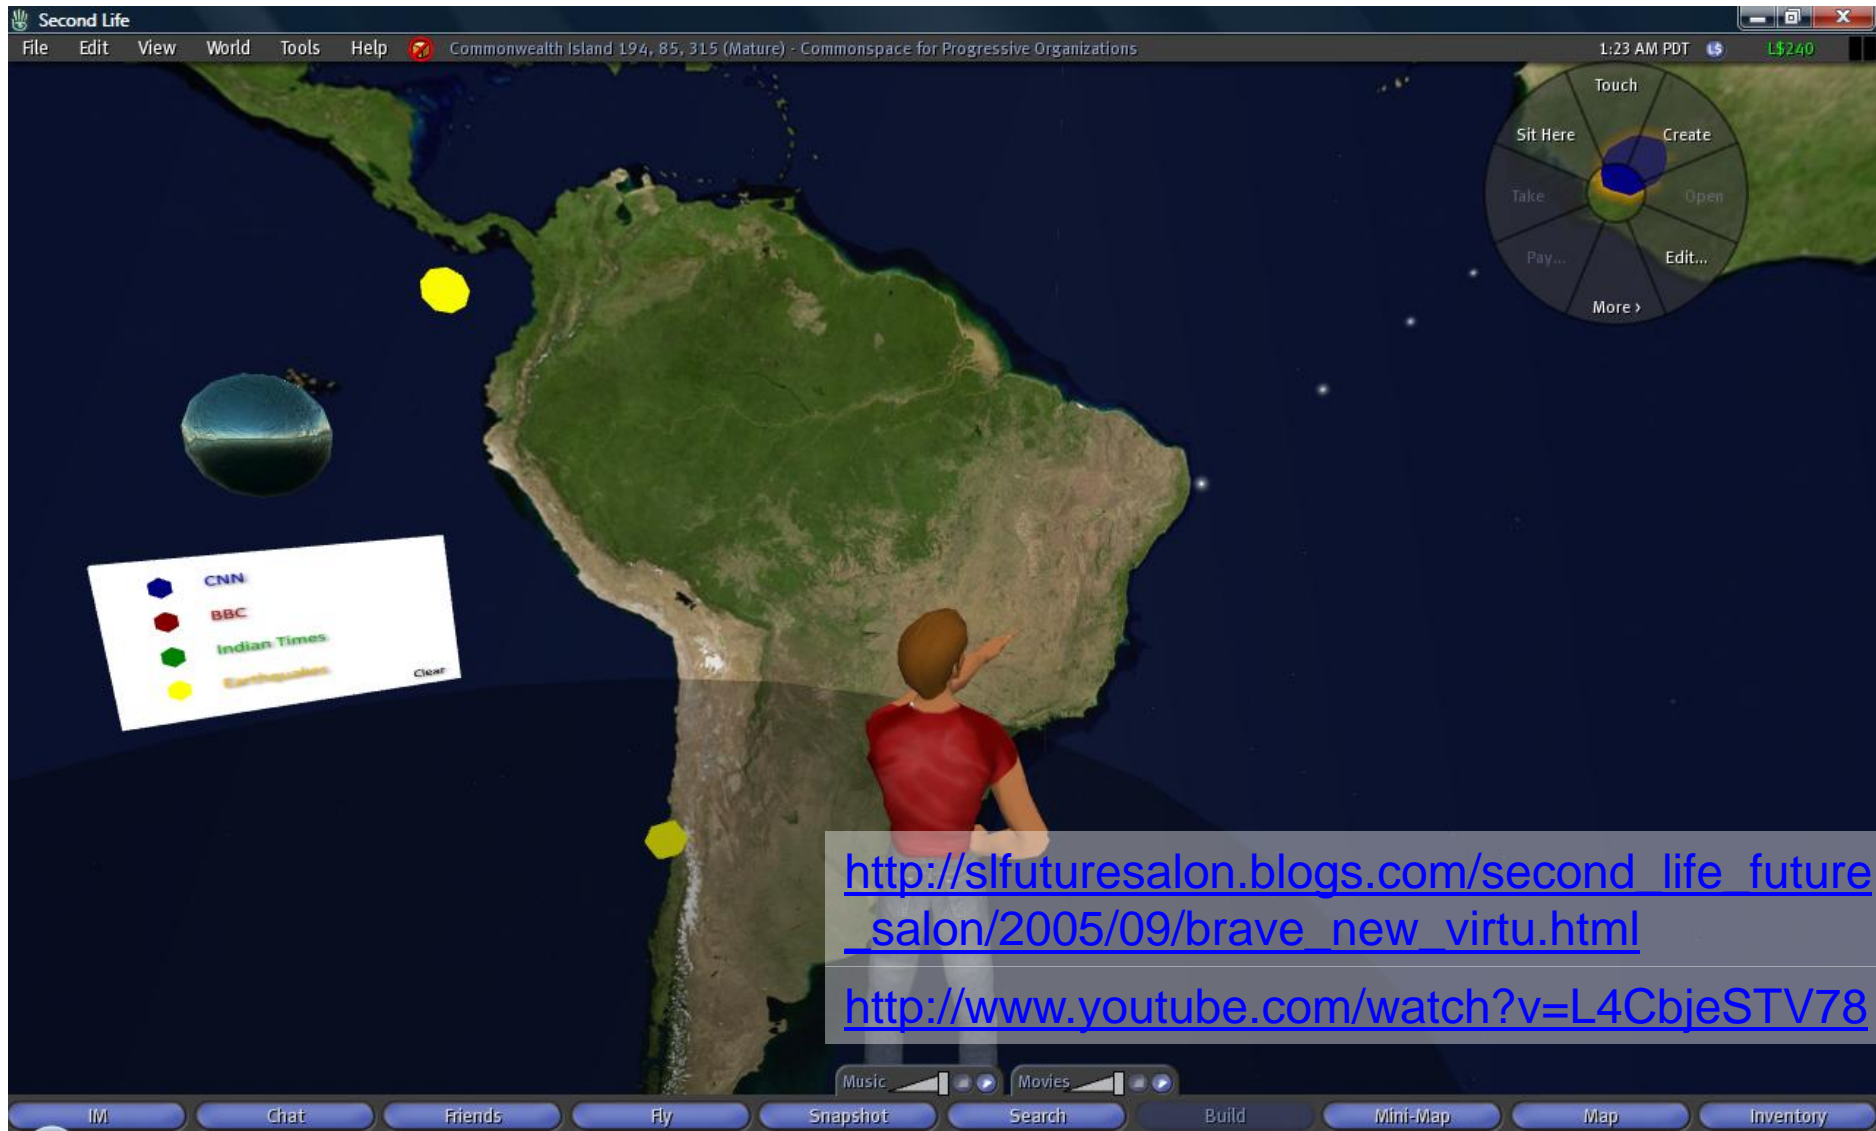 Second Life
File Edit View World Tools Help Commonwealth Island 194, 85, 315 (Mature) - Commonspace for Progressive Organizations 1:23 AM PDT L$ L$240
Touch
Sit Here Create
Take Open
Pay... Edit...
More >
CNN
BBC
Indian Times
Earthquakes
Clear
http://slfuturesalon.blogs.com/second_life_future
_salon/2005/09/brave_new_virtu.html
http://www.youtube.com/watch?v=L4CbjeSTV78
Music Movies
IM Chat Friends Fly Snapshot Search Build Mini-Map Map Inventory